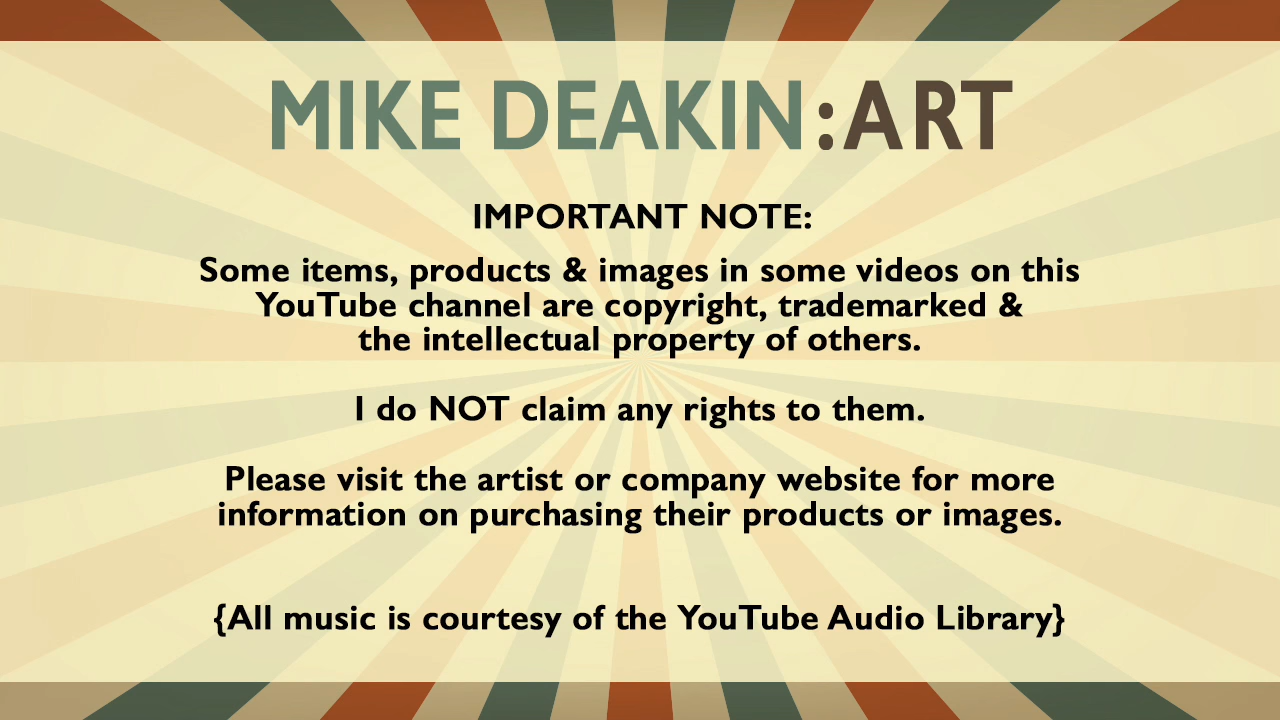 MIKE DEAKIN:ART
IMPORTANT NOTE:
Some items, products & images in some videos on this
YouTube channel are copyright, trademarked &
the intellectual property of others.
I do NOT claim any rights to them.
Please visit the artist or company website for more
information on purchasing their products or images.
{All music is courtesy of the YouTube Audio Library}